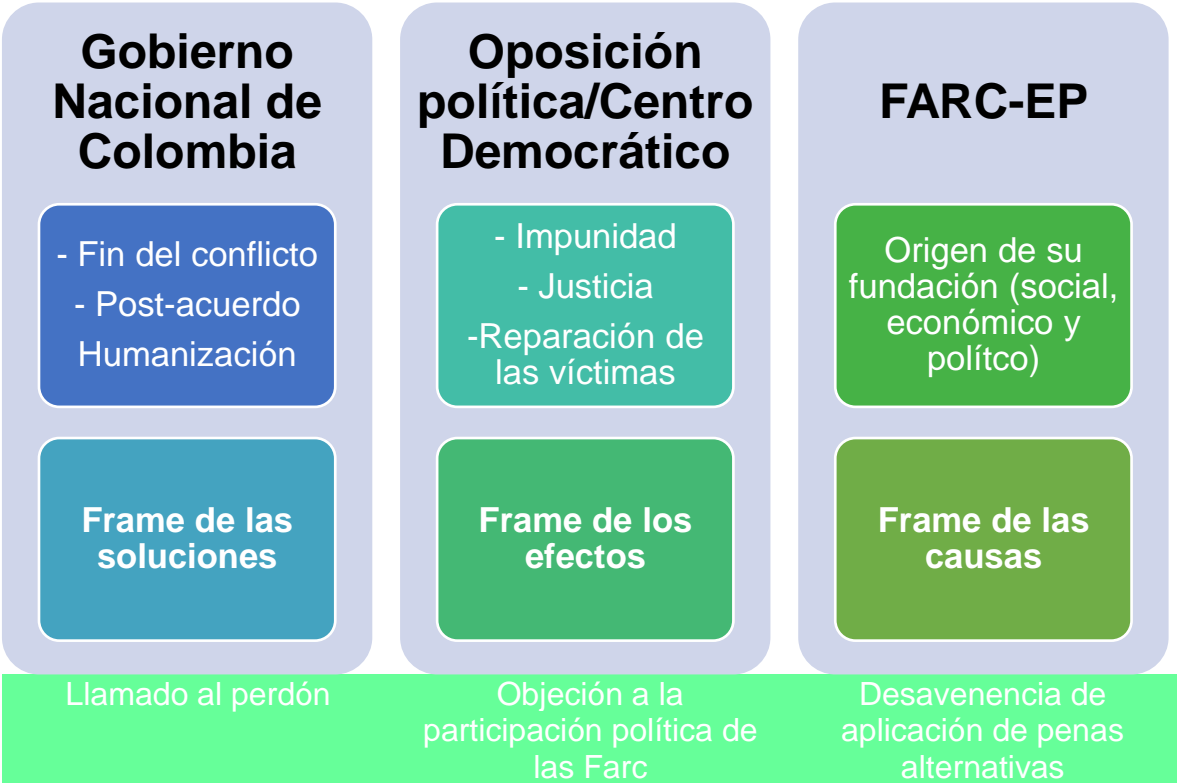 Gobierno
Nacional de
Colombia
- Fin del conflicto
- Post-acuerdo
Humanización
Frame de las
soluciones
Llamado al perdón
Oposición
política/Centro
Democrático
- Impunidad
- Justicia
-Reparación de
las víctimas
Frame de los
efectos
Objeción a la
participación política de
las Farc
FARC-EP
Origen de su
fundación (social,
económico y
polítco)
Frame de las
causas
Desavenencia de
aplicación de penas
alternativas